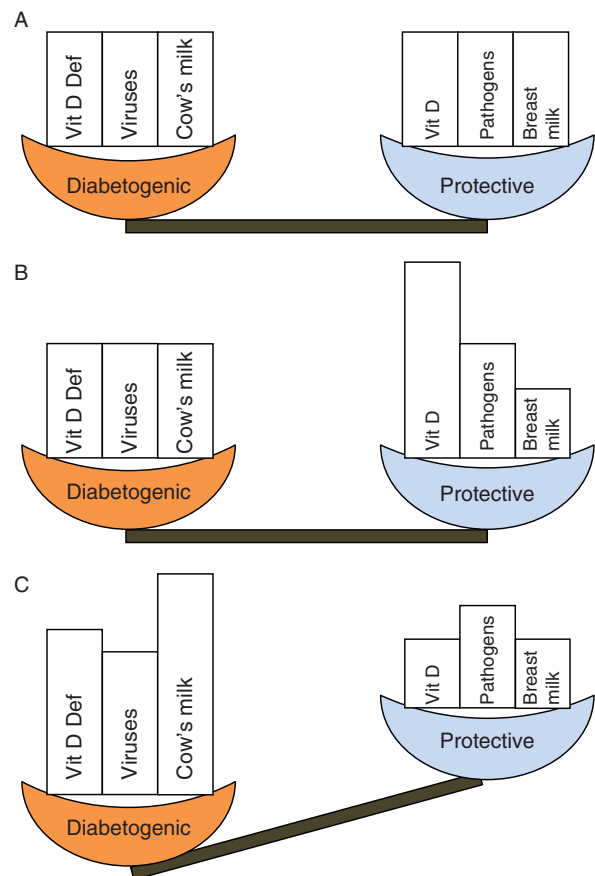 A
Vit D Def
Viruses
Cow's milk
Diabetogenic
Vit D
Pathogens
Breast
milk
Protective
B
Vit D Def
Viruses
Cow's milk
Diabetogenic
Vit D
Pathogens
Breast
milk
Protective
C
Vit D Def
Viruses
Cow's milk
Diabetogenic
Vit D
Pathogens
Breast
milk
Protective